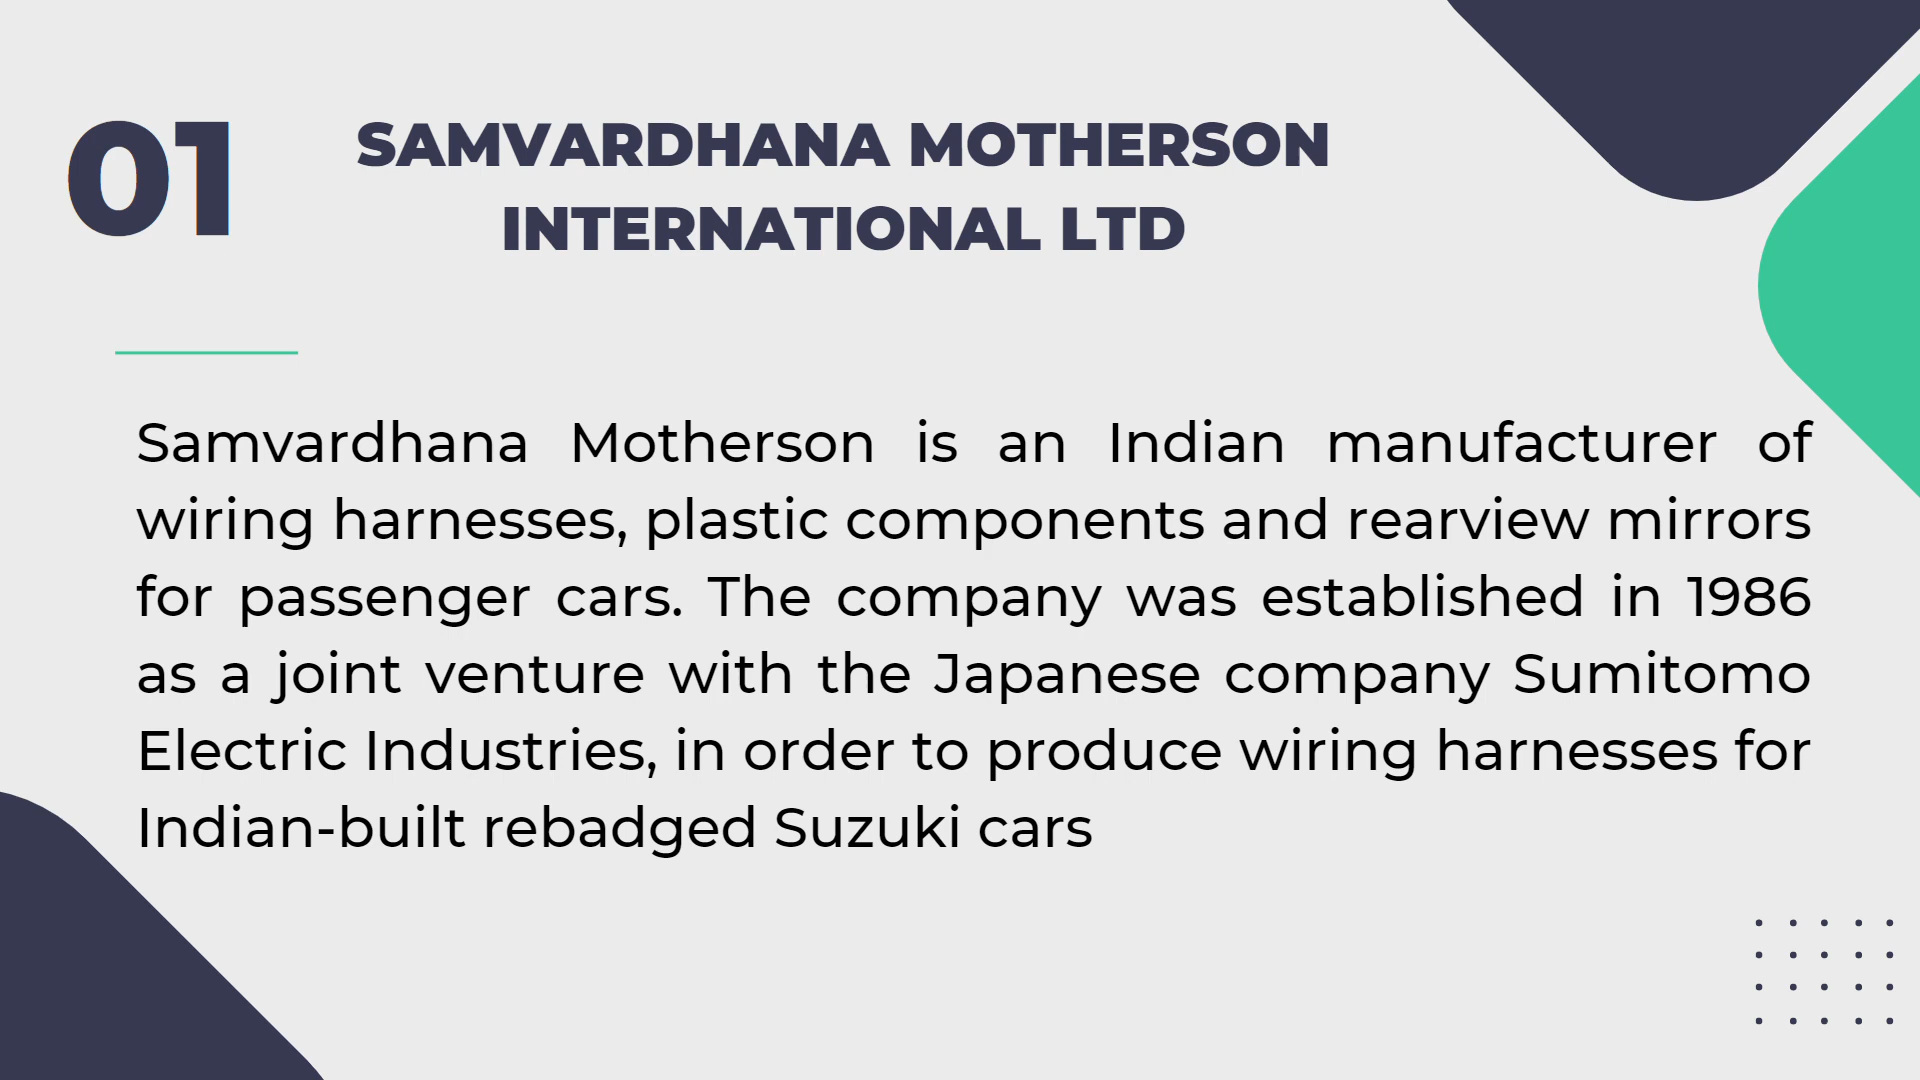 01
SAMVARDHANA MOTHERSON
INTERNATIONAL LTD
Samvardhana Motherson is an Indian manufacturer of
wiring harnesses, plastic components and rearview mirrors
for passenger cars. The company was established in 1986
as a joint venture with the Japanese company Sumitomo
Electric Industries, in order to produce wiring harnesses for
Indian-built rebadged Suzuki cars